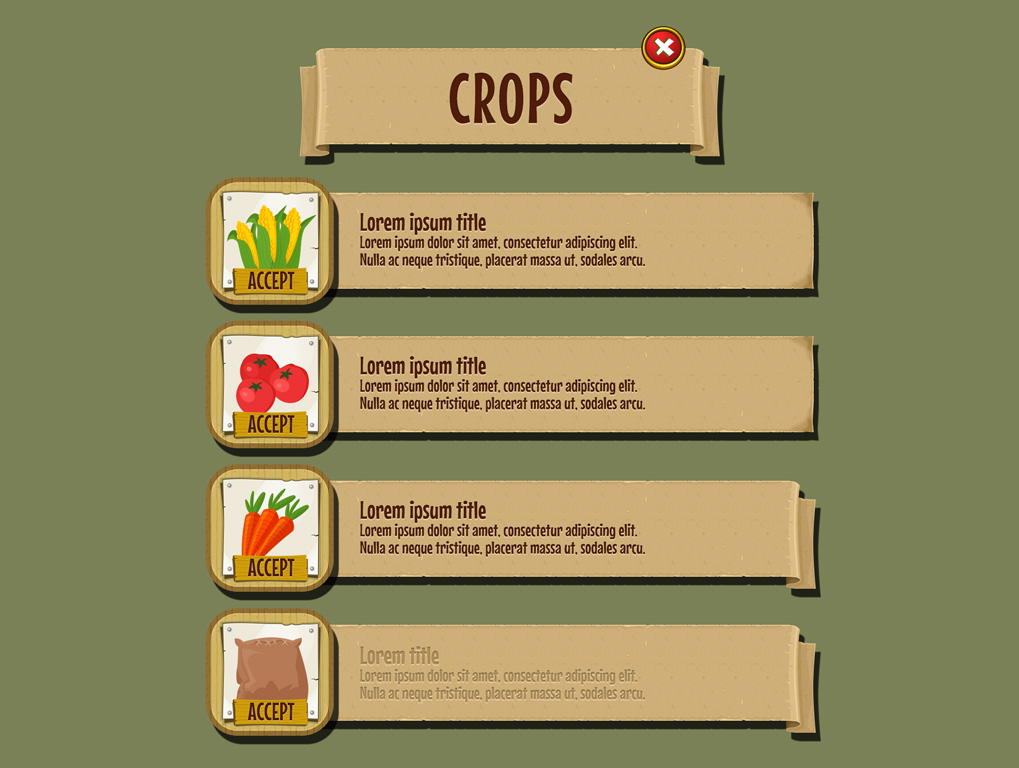 CROPS
Lorem ipsum title
Lorem ipsum dolor sit amet, consectetur adipiscing elit.
Nulla ac neque tristique, placerat massa ut, sodales arcu.
ACCEPT
Lorem ipsum title
Lorem ipsum dolor sit amet, consectetur adipiscing elit.
Nulla ac neque tristique, placerat massa ut, sodales arcu.
ACCEPT
Lorem ipsum title
Lorem ipsum dolor sit amet, consectetur adipiscing elit.
Nulla ac neque tristique, placerat massa ut, sodales arcu.
ACCEPT
Lorem title
Lorem ipsum dolor sit amet, consectetur adipiscing elit.
Nulla ac neque tristique, placerat massa ut, sodales arcu.
ACCEPT